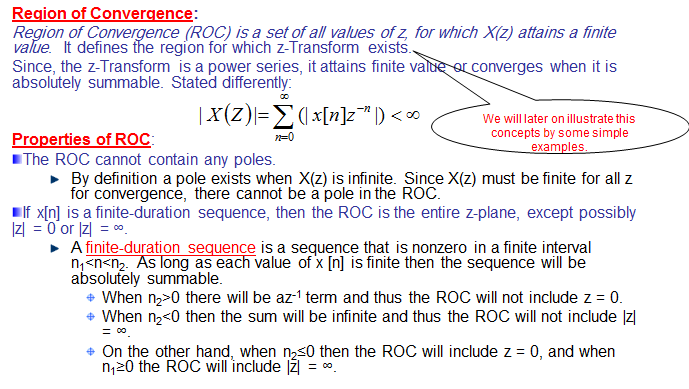 Region of Convergence:
Region of Convergence (ROC) is a set of all values of z, for which X(z) attains a finite
value. It defines the region for which z-Transform exists.
Since, the z-Transform is a power series, it attains finite value or converges when it is
absolutely summable. Stated differently:
|X(Z)|= ∑_{n=0}^{∞} (|x[n]z^{-n}|) < ∞
We will later on illustrate this
concepts by some simple
examples.
Properties of ROC:
The ROC cannot contain any poles.
► By definition a pole exists when X(z) is infinite. Since X(z) must be finite for all z
for convergence, there cannot be a pole in the ROC.
If x[n] is a finite-duration sequence, then the ROC is the entire z-plane, except possibly
|z| = 0 or |z| = ∞.
► A finite-duration sequence is a sequence that is nonzero in a finite interval
n₁<n<n₂. As long as each value of x [n] is finite then the sequence will be
absolutely summable.
When n₂>0 there will be az⁻¹ term and thus the ROC will not include z = 0.
When n₂<0 then the sum will be infinite and thus the ROC will not include |z|
= ∞.
On the other hand, when n₂≤0 then the ROC will include z = 0, and when
n₁≥0 the ROC will include |z| = ∞.